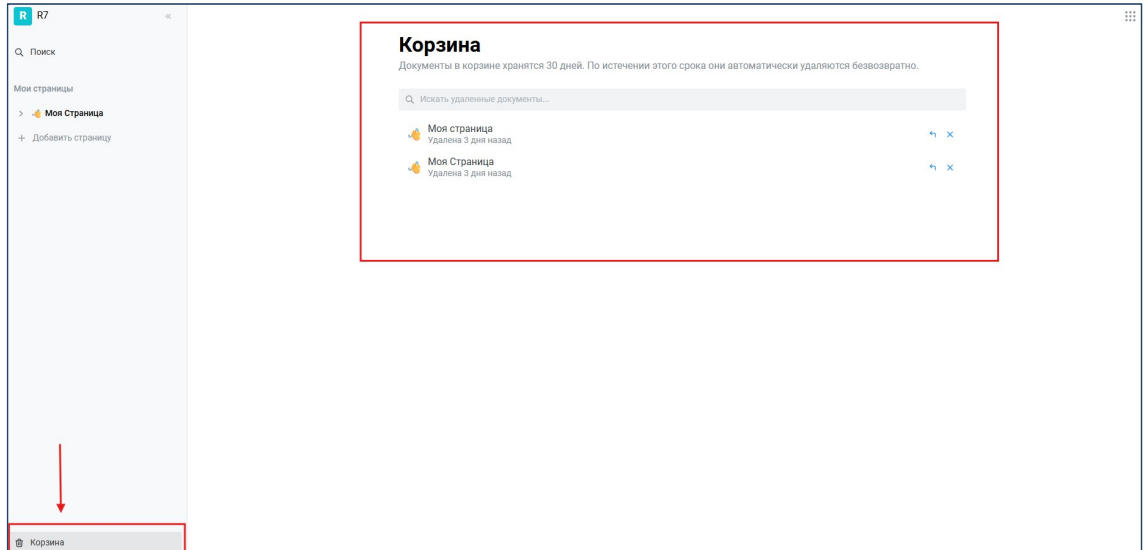 R R7
Поиск
Мои страницы
Моя Страница
Добавить страницу
Корзина
Корзина
Документы в корзине хранятся 30 дней. По истечении этого срока они автоматически удаляются безвозвратно.
Искать удаленные документы...
Моя страница
Удалена 3 дня назад
Моя Страница
Удалена 3 дня назад